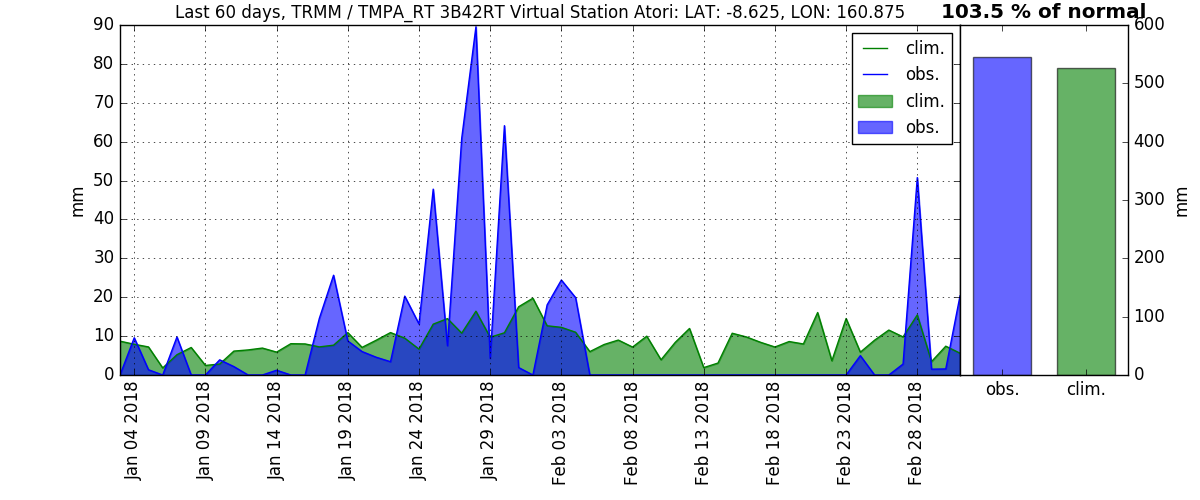 Last 60 days, TRMM / TMPA_RT 3B42RT Virtual Station Atori: LAT: -8.625, LON: 160.875
103.5 % of normal
90
80
70
60
50
40
30
20
10
0
mm
clim.
obs.
clim.
obs.
600
500
400
300
200
100
0
mm
obs.
clim.
Jan 04 2018
Jan 09 2018
Jan 14 2018
Jan 19 2018
Jan 24 2018
Jan 29 2018
Feb 03 2018
Feb 08 2018
Feb 13 2018
Feb 18 2018
Feb 23 2018
Feb 28 2018